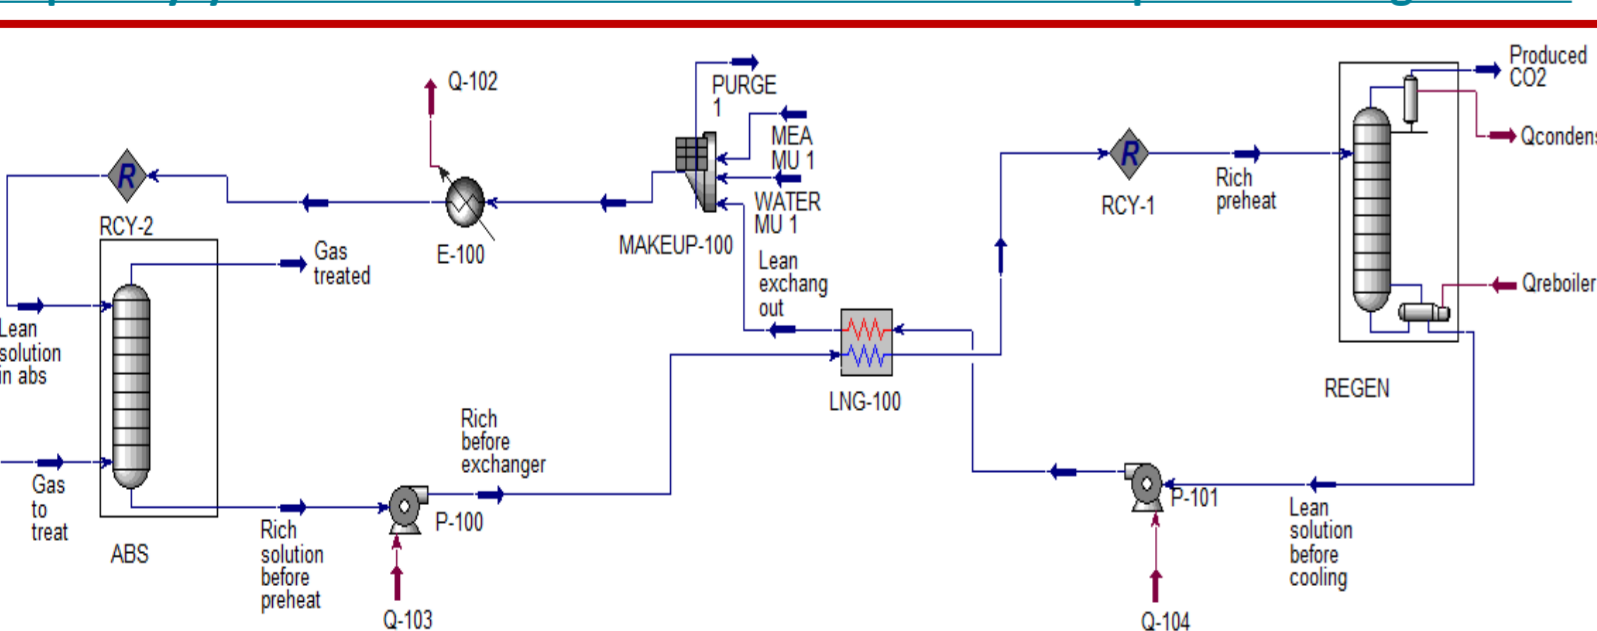 Produced
CO2
Q-102
PURGE
1
MEA
MU 1
Qcondens
R
R
Rich
preheat
WATER
MU 1
RCY-1
RCY-2
MAKEUP-100
E-100
Gas
treated
Lean
exchang
out
Qreboiler
Lean
solution
in abs
REGEN
LNG-100
Rich
before
exchanger
Gas
to
treat
P-100
P-101
Rich
solution
before
preheat
Lean
solution
before
cooling
ABS
Q-103
Q-104